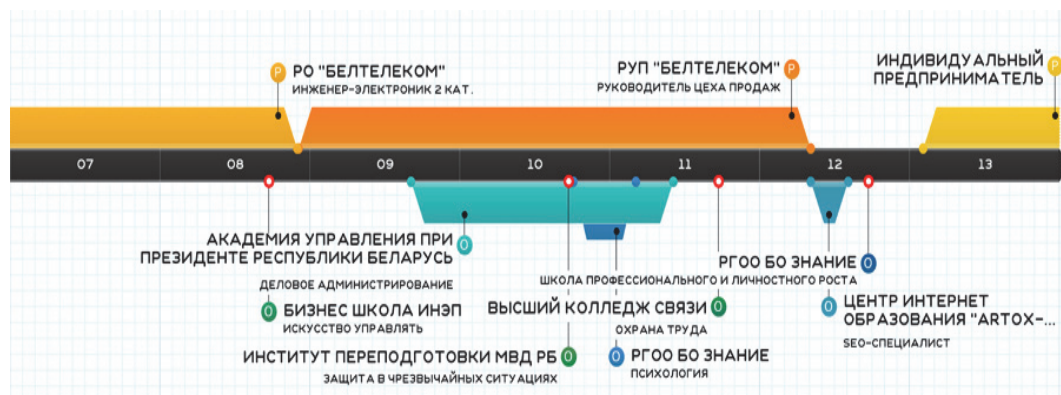 Р РО "БЕЛТЕЛЕКОМ"
ИНЖЕНЕР-ЭЛЕКТРОНИК 2 КАТ.
РУП "БЕЛТЕЛЕКОМ" Р
РУКОВОДИТЕЛЬ ЦЕХА ПРОДАЖ
ИНДИВИДУАЛЬНЫЙ Р
ПРЕДПРИНИМАТЕЛЬ
07 08 09 10 11 12 13
АКАДЕМИЯ УПРАВЛЕНИЯ ПРИ О
ПРЕЗИДЕНТЕ РЕСПУБЛИКИ БЕЛАРУСЬ
ДЕЛОВОЕ АДМИНИСТРИРОВАНИЕ
РГОО БО ЗНАНИЕ О
ШКОЛА ПРОФЕССИОНАЛЬНОГО И ЛИЧНОСТНОГО РОСТА
О БИЗНЕС ШКОЛА ИНЭП
ИСКУССТВО УПРАВЛЯТЬ
ВЫСШИЙ КОЛЛЕДЖ СВЯЗИ О
ОХРАНА ТРУДА
О ЦЕНТР ИНТЕРНЕТ
ОБРАЗОВАНИЯ "ARTOX-...
SEO-СПЕЦИАЛИСТ
ИНСТИТУТ ПЕРЕПОДГОТОВКИ МВД РБ О
ЗАЩИТА В ЧРЕЗВЫЧАЙНЫХ СИТУАЦИЯХ
О РГОО БО ЗНАНИЕ
ПСИХОЛОГИЯ